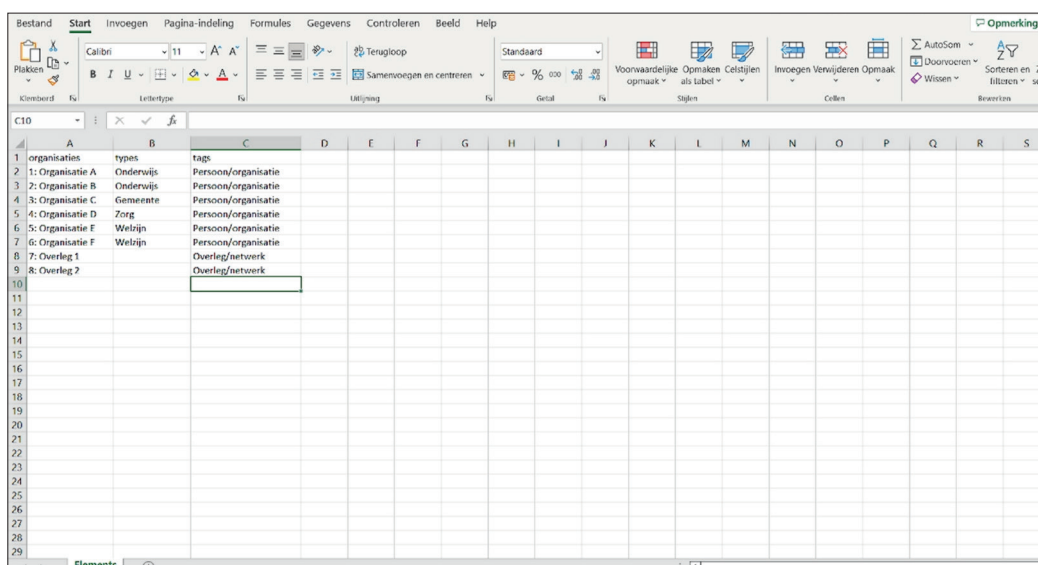 Bestand Start Invoegen Pagina-indeling Formules Gegevens Controleren Beeld Help Opmerking
Calibri 11 A^ A˅ Terugloop Standaard AutoSom
Plakken Doorvoeren
B I U A Samenvoegen en centreren % 000 Voorwaardelijke Opmaken Celstijlen Invoegen Verwijderen Opmaak Sorteren en
opmaak als tabel Wissen filteren
Klembord Lettertype Uitlijning Getal Stijlen Cellen Bewerken
C10 fx
A B C D E F G H I J K L M N O P Q R S
1 organisaties types tags
2 1: Organisatie A Onderwijs Persoon/organisatie
3 2: Organisatie B Onderwijs Persoon/organisatie
4 3: Organisatie C Gemeente Persoon/organisatie
5 4: Organisatie D Zorg Persoon/organisatie
6 5: Organisatie E Welzijn Persoon/organisatie
7 6: Organisatie F Welzijn Persoon/organisatie
8 7: Overleg 1 Overleg/netwerk
9 8: Overleg 2 Overleg/netwerk
10
11
12
13
14
15
16
17
18
19
20
21
22
23
24
25
26
27
28
29
Elements